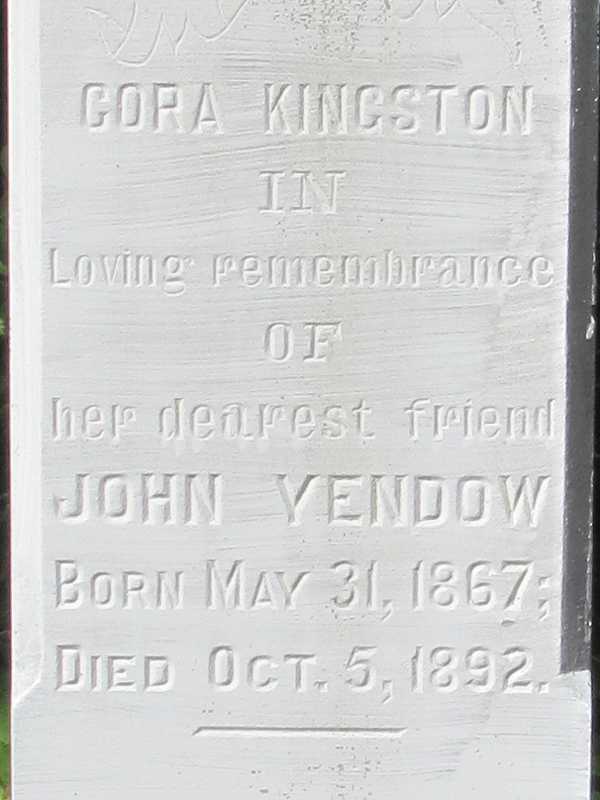 CORA KINGSTON
IN
Loving remembrance
OF
her dearest friend
JOHN YENDOW
BORN MAY 31, 1867;
DIED OCT. 5, 1892.